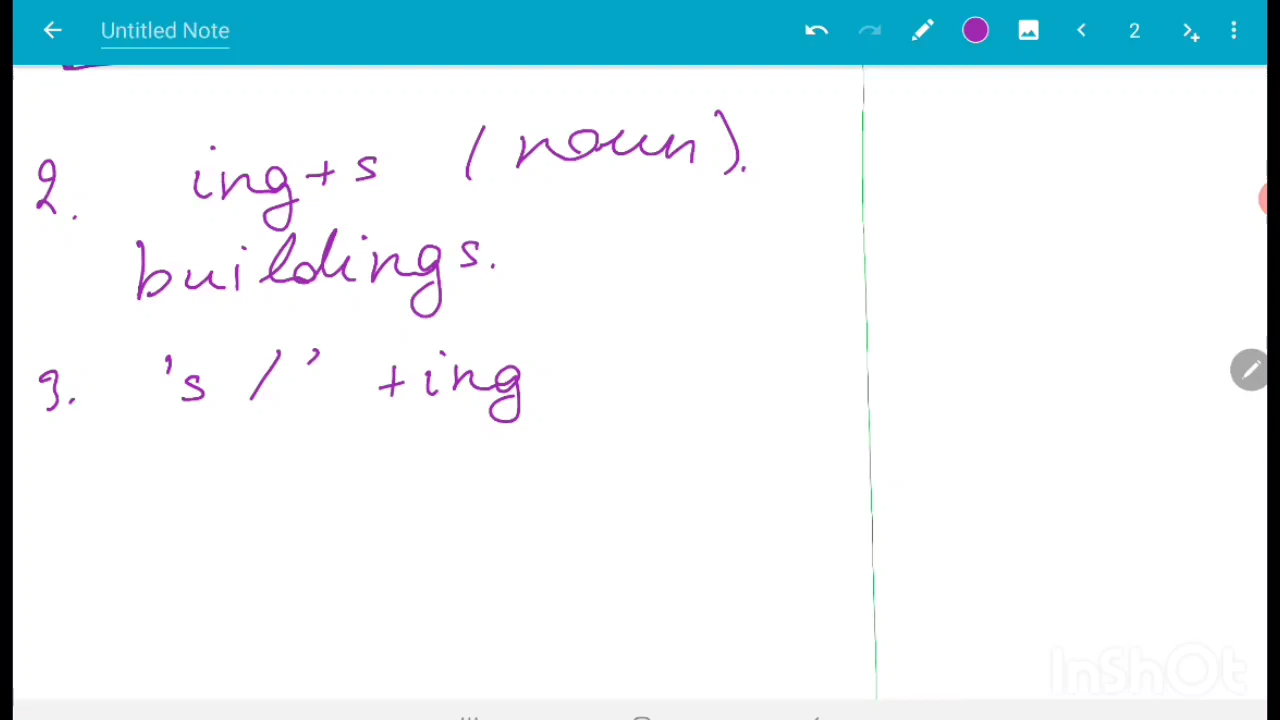 Untitled Note
2
2. ing+s (noun).
buildings.
3. 's / ' +ing
InShOt